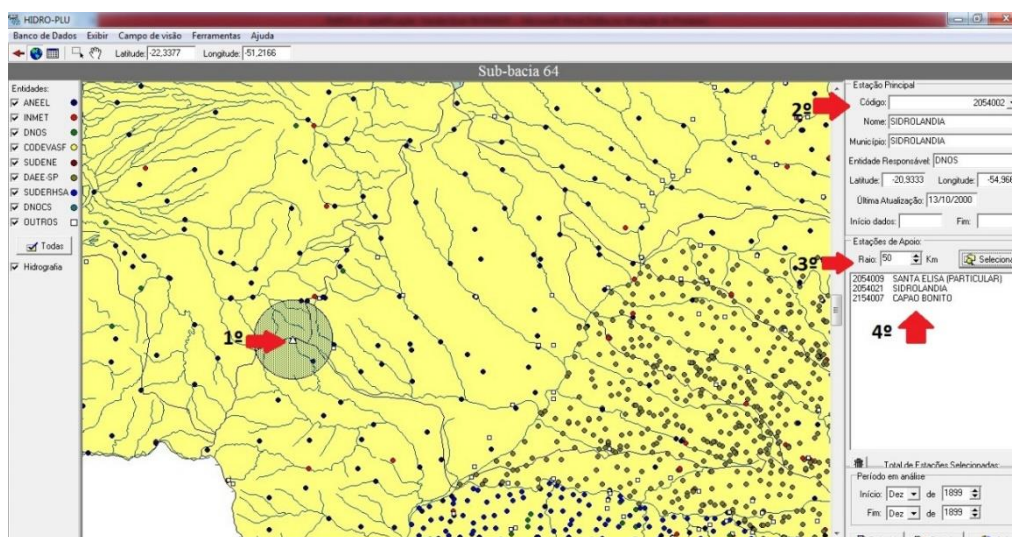 HIDRO-PLU
Banco de Dados Exibir Campo de visão Ferramentas Ajuda
Latitude: -22,3377 Longitude: -51,2166
Sub-bacia 64
Entidades:
ANEEL
INMET
DNOS
CODEVASF
SUDENE
DAEE-SP
SUDERHSA
DNOCS
OUTROS
Todas
Hidrografia
1º
2º
3º
4º
Estação Principal
Código: 2054002
Nome: SIDROLANDIA
Município: SIDROLANDIA
Entidade Responsável: DNOS
Latitude: -20,9333 Longitude: -54,966
Última Atualização: 13/10/2000
Início dados: Fim:
Estações de Apoio:
Raio: 50 Km Seleciona
2054009 SANTA ELISA (PARTICULAR)
2054021 SIDROLANDIA
2154007 CAPAO BONITO
Total de Estações Selecionadas:
Período em análise
Início: Dez de 1899
Fim: Dez de 1899